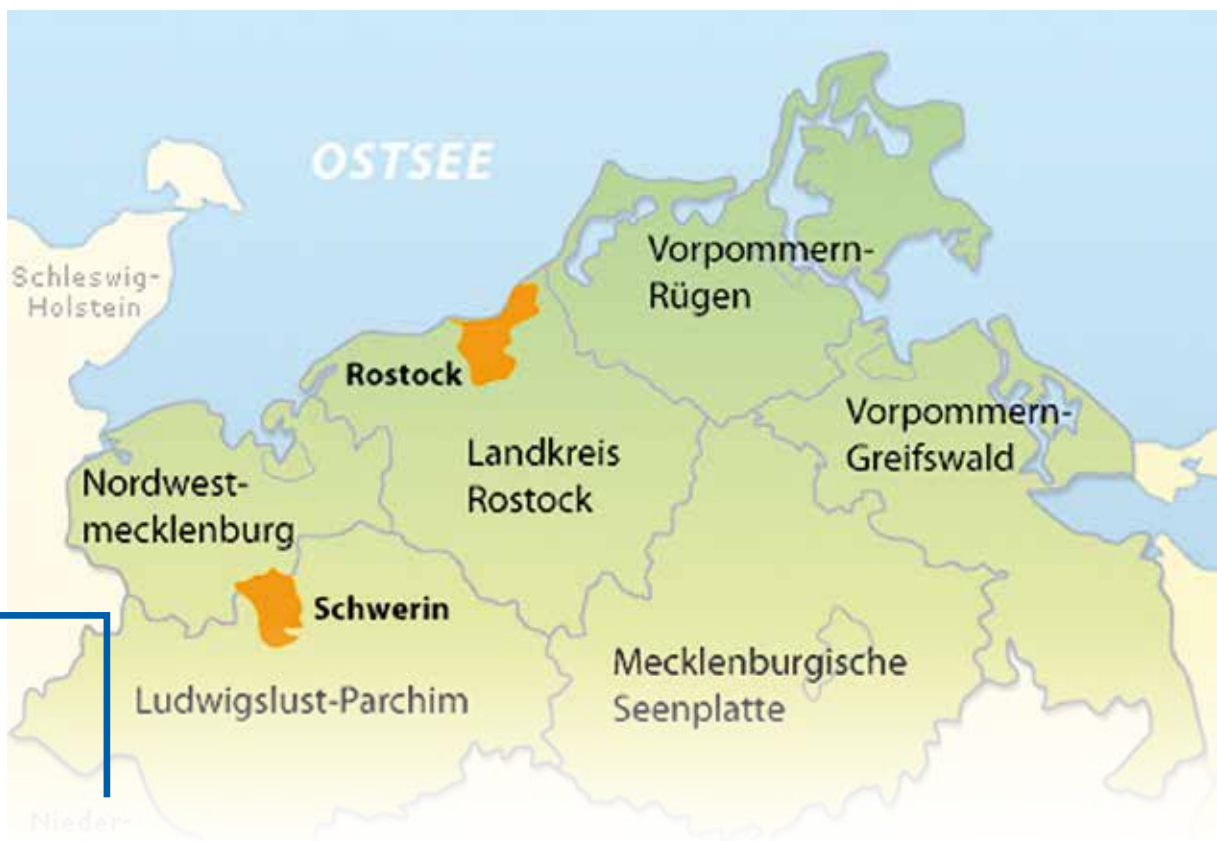 OSTSEE
Schleswig-
Holstein
Vorpommern-
Rügen
Rostock
Vorpommern-
Greifswald
Landkreis
Rostock
Nordwest-
mecklenburg
Schwerin
Mecklenburgische
Seenplatte
Ludwigslust-Parchim
Nieder-